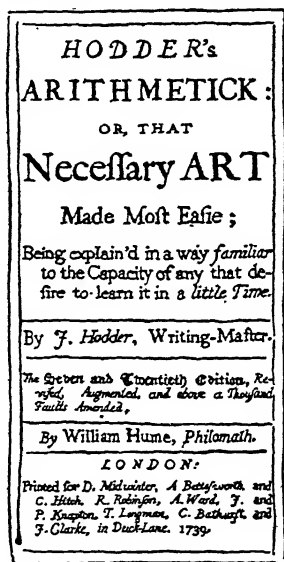 HODDER's
ARITHMETICK:
OR, THAT
Neceſſary ART
Made Moſt Eaſie;
Being explain'd in a way familiar
to the Capacity of any that de-
ſire to learn it in a little Time.
By J. Hodder, Writing-Maſter.
The Seven and Twentieth Edition, Re-
viſed, Augmented, and above a Thouſand
Faults Amended,
By William Hume, Philomath.
LONDON:
Printed for D. Midwinter, A Betteſworth and
C. Hitch, R. Robinſon, A. Ward, J. and
P. Knapton, T. Longman, C. Bathurſt, and
J. Clarke, in Duck-Lane. 1739.